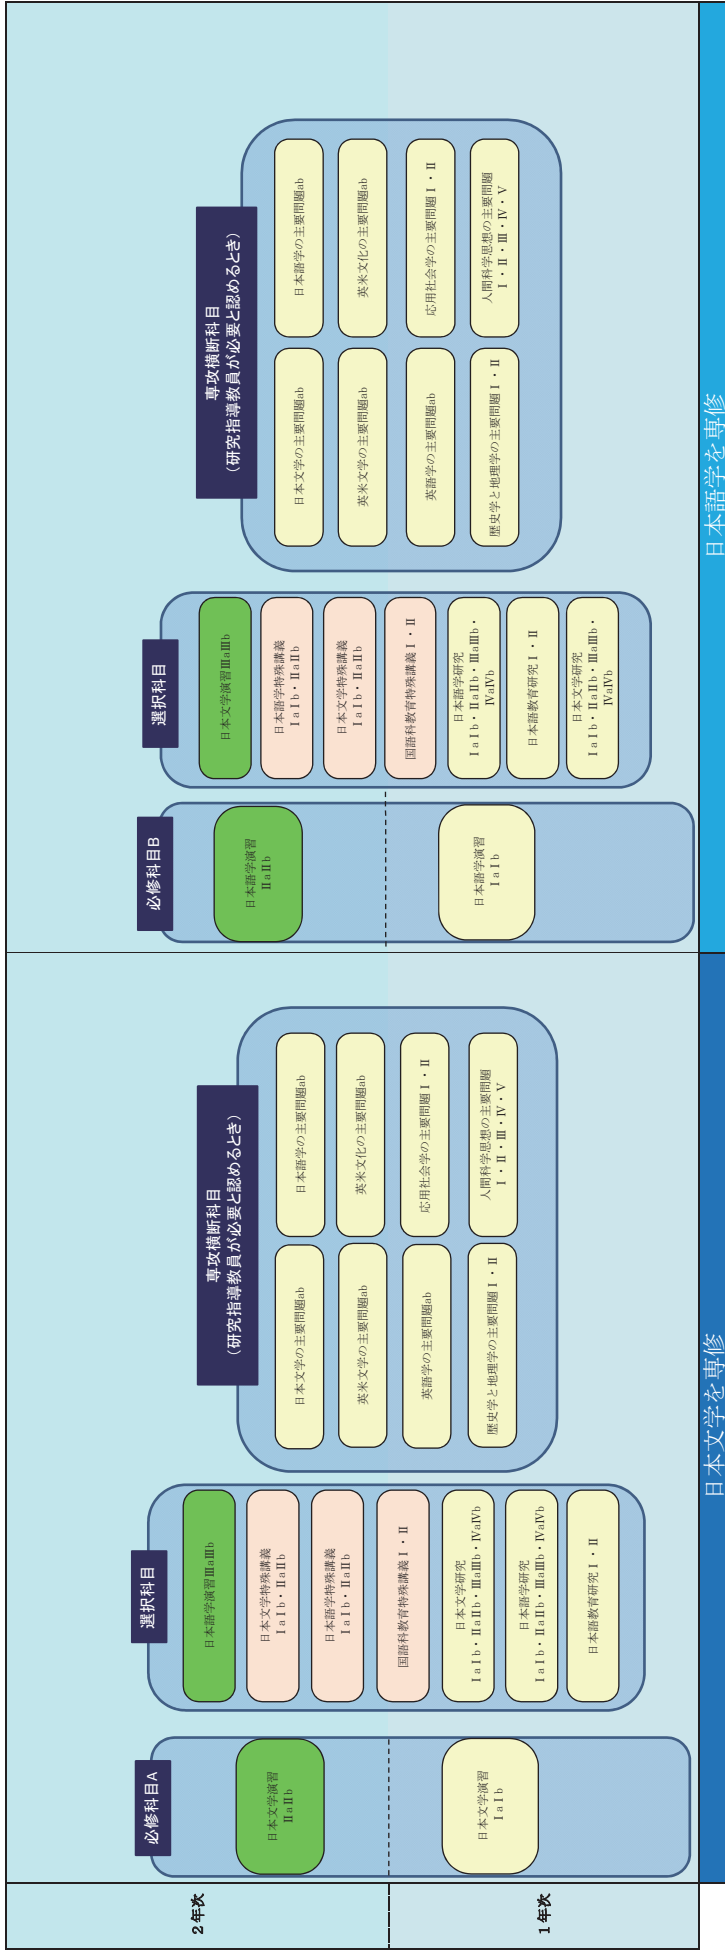 2年次
1年次
必修科目A
日本文学演習
ⅡaⅡb
日本文学演習
ⅠaⅠb
選択科目
日本語学演習ⅢaⅢb
日本文学特殊講義
ⅠaⅠb・ⅡaⅡb
日本語学特殊講義
ⅠaⅠb・ⅡaⅡb
国語科教育特殊講義Ⅰ・Ⅱ
日本文学研究
ⅠaⅠb・ⅡaⅡb・ⅢaⅢb・ⅣaⅣb
日本語学研究
ⅠaⅠb・ⅡaⅡb・ⅢaⅢb・ⅣaⅣb
日本語教育研究Ⅰ・Ⅱ
専攻横断科目
（研究指導教員が必要と認めるとき）
日本文学の主要問題ab
日本語学の主要問題ab
英米文学の主要問題ab
英米文化の主要問題ab
英語学の主要問題ab
応用社会学の主要問題Ⅰ・Ⅱ
歴史学と地理学の主要問題Ⅰ・Ⅱ
人間科学思想の主要問題
Ⅰ・Ⅱ・Ⅲ・Ⅳ・Ⅴ
日本文学を専修
必修科目B
日本語学演習
ⅡaⅡb
日本語学演習
ⅠaⅠb
選択科目
日本文学演習ⅢaⅢb
日本語学特殊講義
ⅠaⅠb・ⅡaⅡb
日本文学特殊講義
ⅠaⅠb・ⅡaⅡb
国語科教育特殊講義Ⅰ・Ⅱ
日本語学研究
ⅠaⅠb・ⅡaⅡb・ⅢaⅢb・
ⅣaⅣb
日本語教育研究Ⅰ・Ⅱ
日本文学研究
ⅠaⅠb・ⅡaⅡb・ⅢaⅢb・
ⅣaⅣb
専攻横断科目
（研究指導教員が必要と認めるとき）
日本文学の主要問題ab
日本語学の主要問題ab
英米文学の主要問題ab
英米文化の主要問題ab
英語学の主要問題ab
応用社会学の主要問題Ⅰ・Ⅱ
歴史学と地理学の主要問題Ⅰ・Ⅱ
人間科学思想の主要問題
Ⅰ・Ⅱ・Ⅲ・Ⅳ・Ⅴ
日本語学を専修